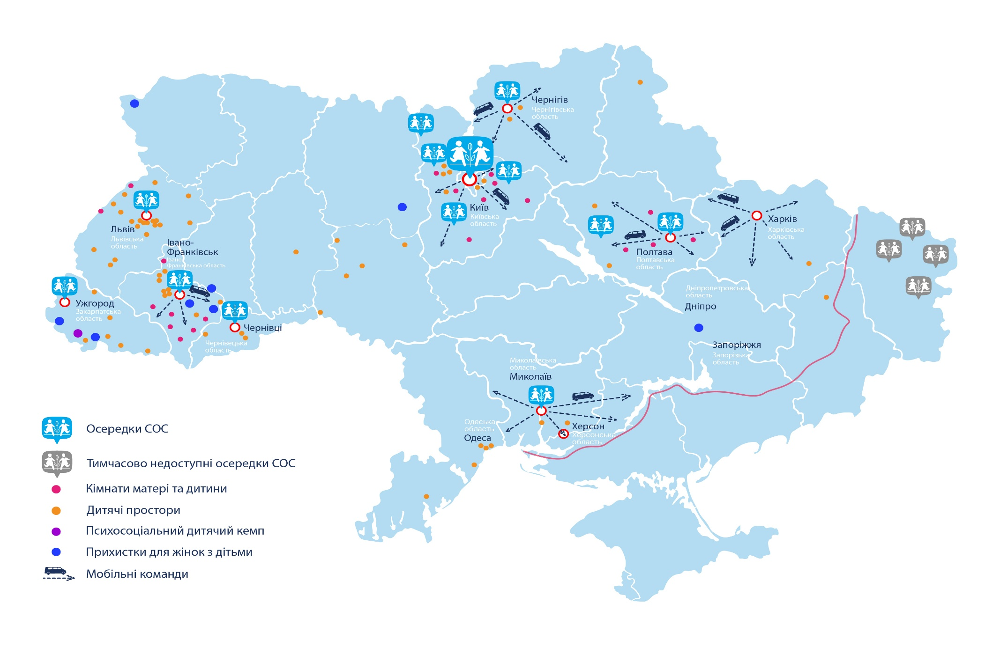 Чернігів
Чернігівська
область
Київ
Київська
область
Харків
Харківська
область
Львів
Львівська
область
Івано-
Франківськ
Івано-
Франківська область
Полтава
Полтавська
область
Ужгород
Закарпатська
область
Дніпропетровська
область
Дніпро
Чернівці
Чернівецька
область
Запоріжжя
Запорізька
область
Миколаївська
область
Миколаїв
Одеська
область
Одеса
Херсон
Херсонська
область
Осередки СОС
Тимчасово недоступні осередки СОС
Кімнати матері та дитини
Дитячі простори
Психосоціальний дитячий кемп
Прихистки для жінок з дітьми
Мобільні команди